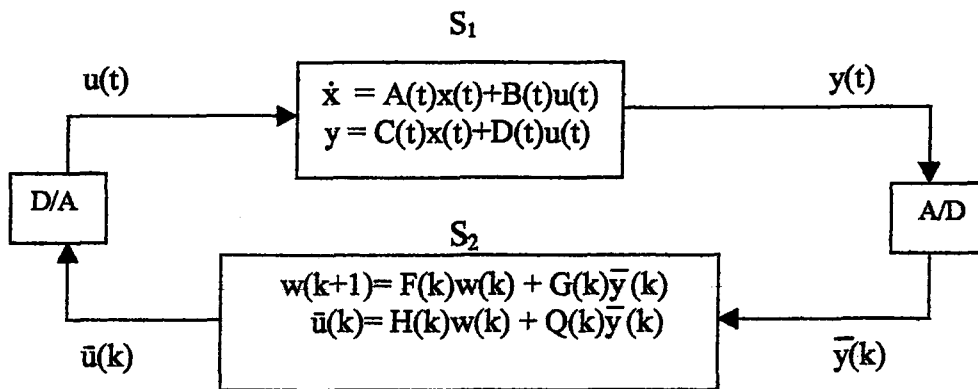 S₁
u(t)
ẋ = A(t)x(t)+B(t)u(t)
y = C(t)x(t)+D(t)u(t)
y(t)
D/A
A/D
S₂
w(k+1)= F(k)w(k) + G(k)y̅(k)
ū(k)= H(k)w(k) + Q(k)y̅(k)
ū(k)
y̅(k)